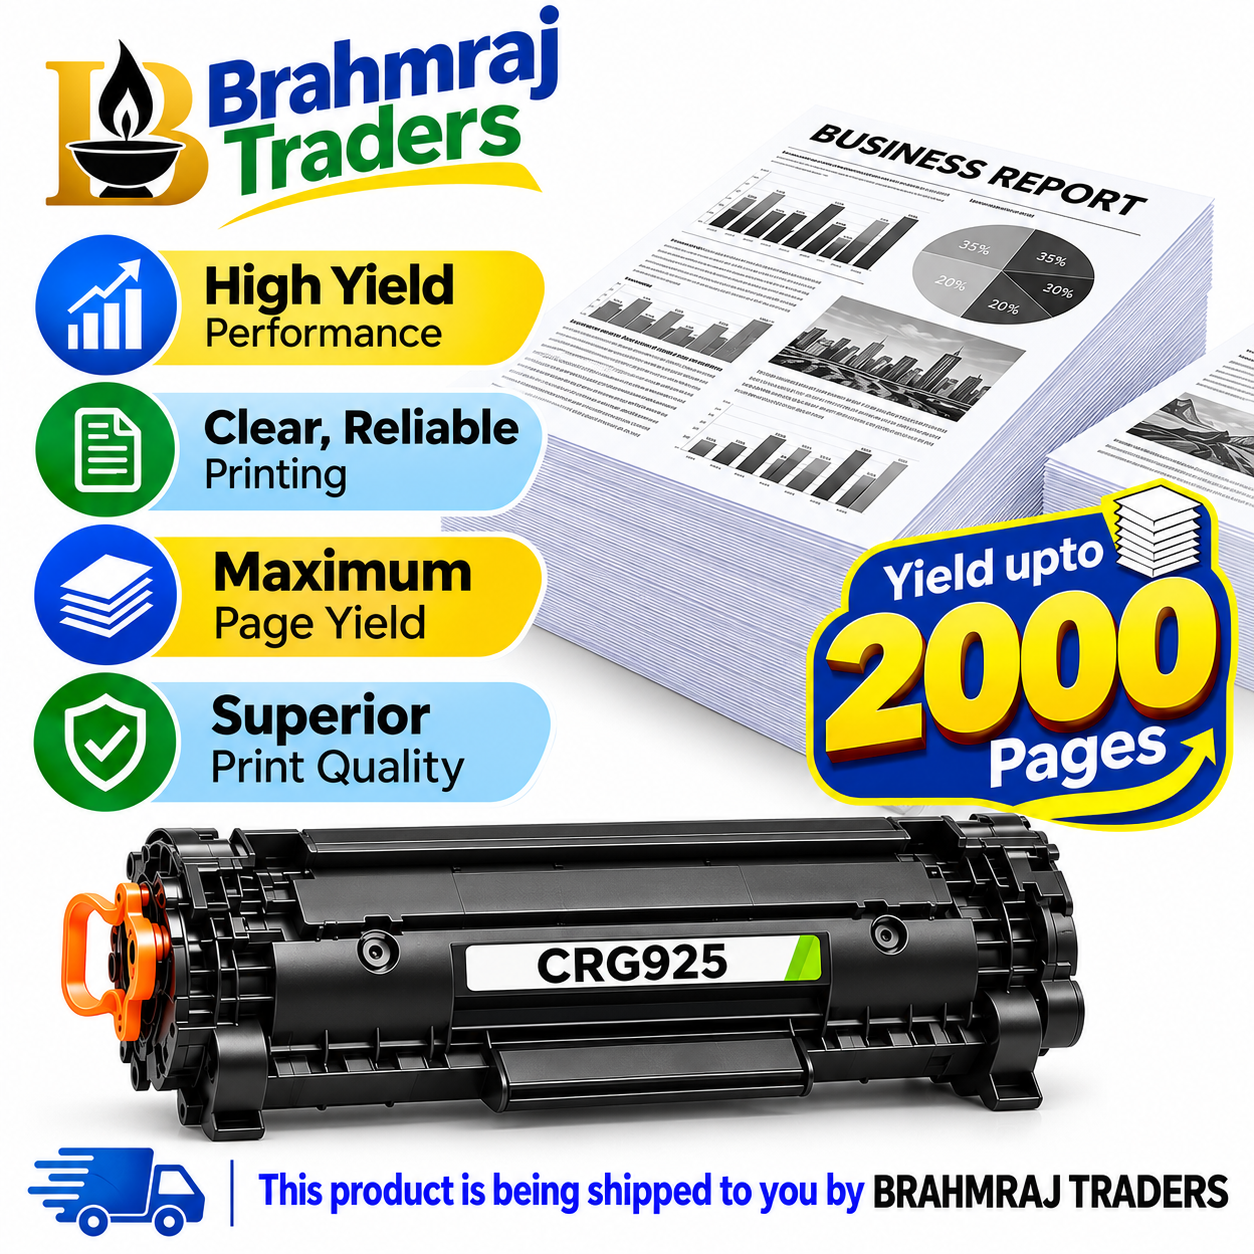 B
Brahmraj
Traders
High Yield
Performance
Clear, Reliable
Printing
Maximum
Page Yield
Superior
Print Quality
BUSINESS REPORT
35%
35%
20%
30%
20%
Yield upto
2000
Pages
CRG925
This product is being shipped to you by BRAHMRAJ TRADERS